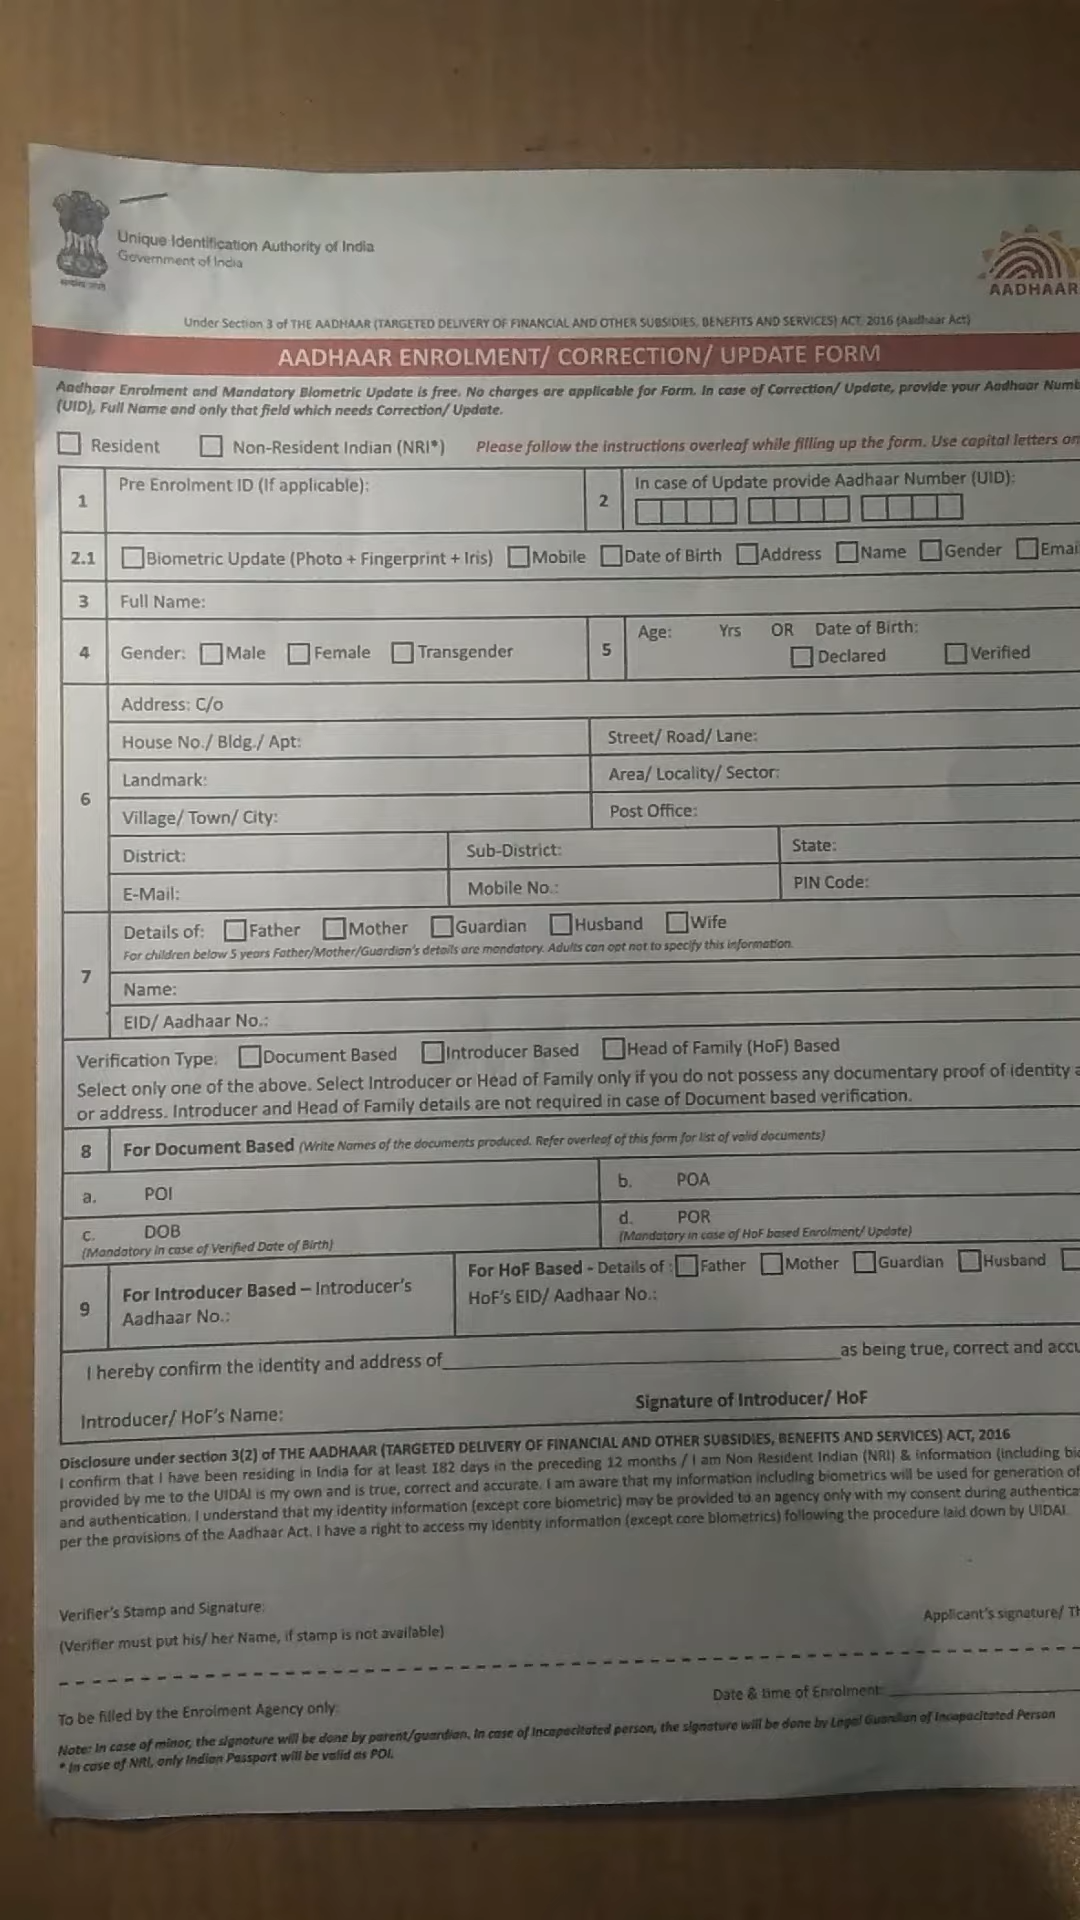 Unique Identification Authority of India
Government of India
AADHAAR
Under Section 3 of THE AADHAAR (TARGETED DELIVERY OF FINANCIAL AND OTHER SUBSIDIES, BENEFITS AND SERVICES) ACT, 2016 (Aadhaar Act)
AADHAAR ENROLMENT/ CORRECTION/ UPDATE FORM
Aadhaar Enrolment and Mandatory Biometric Update is free. No charges are applicable for Form. In case of Correction/ Update, provide your Aadhaar Numb
(UID), Full Name and only that field which needs Correction/ Update.
Resident Non-Resident Indian (NRI*) Please follow the instructions overleaf while filling up the form. Use capital letters on
1 Pre Enrolment ID (If applicable): 2 In case of Update provide Aadhaar Number (UID):
2.1 Biometric Update (Photo + Fingerprint + Iris) Mobile Date of Birth Address Name Gender Emai
3 Full Name:
4 Gender: Male Female Transgender 5 Age: Yrs OR Date of Birth:
Declared Verified
6 Address: C/o
House No./ Bldg./ Apt: Street/ Road/ Lane:
Landmark: Area/ Locality/ Sector:
Village/ Town/ City: Post Office:
District: Sub-District: State:
E-Mail: Mobile No.: PIN Code:
7 Details of: Father Mother Guardian Husband Wife
For children below 5 years Father/Mother/Guardian's details are mandatory. Adults can opt not to specify this information.
Name:
EID/ Aadhaar No.:
Verification Type: Document Based Introducer Based Head of Family (HoF) Based
Select only one of the above. Select Introducer or Head of Family only if you do not possess any documentary proof of identity a
or address. Introducer and Head of Family details are not required in case of Document based verification.
8 For Document Based (Write Names of the documents produced. Refer overleaf of this form for list of valid documents)
a. POI b. POA
c. DOB d. POR
(Mandatory in case of Verified Date of Birth) (Mandatory in case of HoF based Enrolment/ Update)
9 For Introducer Based – Introducer's
Aadhaar No.:
For HoF Based - Details of : Father Mother Guardian Husband
HoF's EID/ Aadhaar No.:
I hereby confirm the identity and address of as being true, correct and accu
Introducer/ HoF's Name: Signature of Introducer/ HoF
Disclosure under section 3(2) of THE AADHAAR (TARGETED DELIVERY OF FINANCIAL AND OTHER SUBSIDIES, BENEFITS AND SERVICES) ACT, 2016
I confirm that I have been residing in India for at least 182 days in the preceding 12 months / I am Non Resident Indian (NRI) & information (including bio
provided by me to the UIDAI is my own and is true, correct and accurate. I am aware that my information including biometrics will be used for generation of
and authentication. I understand that my identity information (except core biometric) may be provided to an agency only with my consent during authentica
per the provisions of the Aadhaar Act. I have a right to access my identity information (except core biometrics) following the procedure laid down by UIDAI.
Verifier's Stamp and Signature: Applicant's signature/ Th
(Verifier must put his/ her Name, if stamp is not available)
To be filled by the Enrolment Agency only: Date & time of Enrolment:
Note: In case of minor, the signature will be done by parent/guardian. In case of Incapacitated person, the signature will be done by Legal Guardian of Incapacitated Person
* In case of NRI, only Indian Passport will be valid as POI.